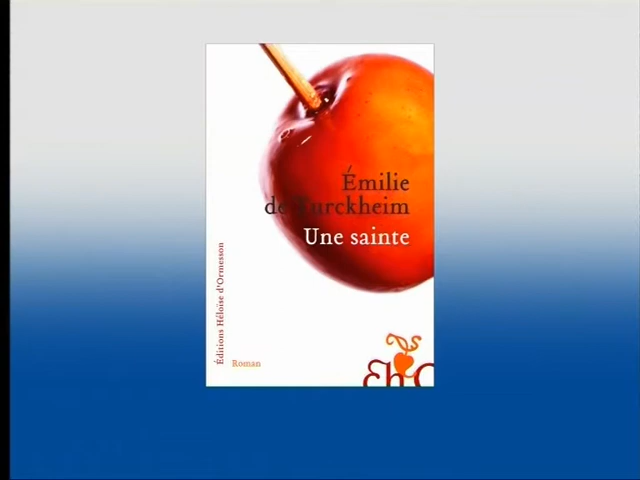 Émilie
de Turckheim
Une sainte
Éditions Héloïse d'Ormesson
Roman